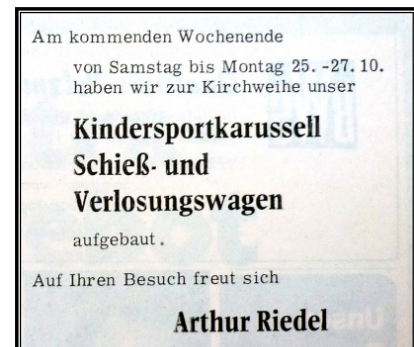 Am kommenden Wochenende
von Samstag bis Montag 25. -27. 10.
haben wir zur Kirchweihe unser
Kindersportkarussell
Schieß- und
Verlosungswagen
aufgebaut.
Auf Ihren Besuch freut sich
Arthur Riedel